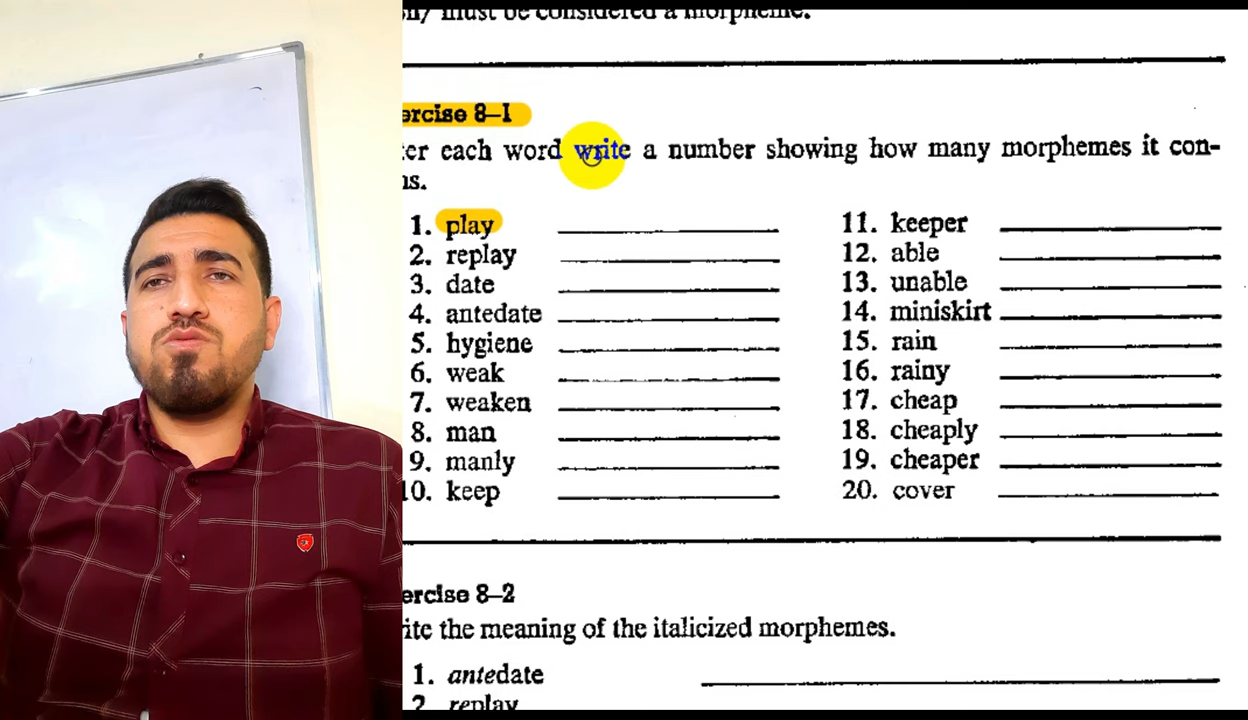 must be considered a morpheme.
ercise 8–1
er each word write a number showing how many morphemes it con-
ns.
1. play
2. replay
3. date
4. antedate
5. hygiene
6. weak
7. weaken
8. man
9. manly
10. keep
11. keeper
12. able
13. unable
14. miniskirt
15. rain
16. rainy
17. cheap
18. cheaply
19. cheaper
20. cover
ercise 8–2
ite the meaning of the italicized morphemes.
1. antedate
2. replay